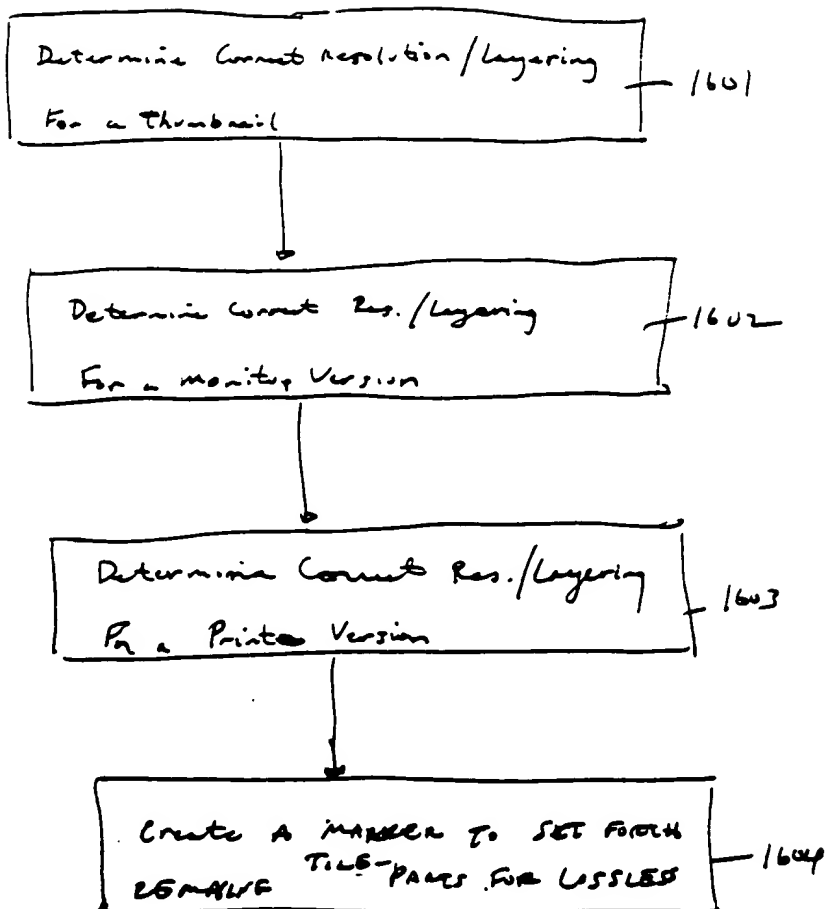 Determine Correct Resolution/Layering
1601
For a Thumbnail
Determine Correct Res./Layering
1602
For a Monitor Version
Determine Correct Res./Layering
1603
For a Printer Version
Create A MARKER TO SET FORTH
TILE-
PARTS FOR LOSSLESS
1604